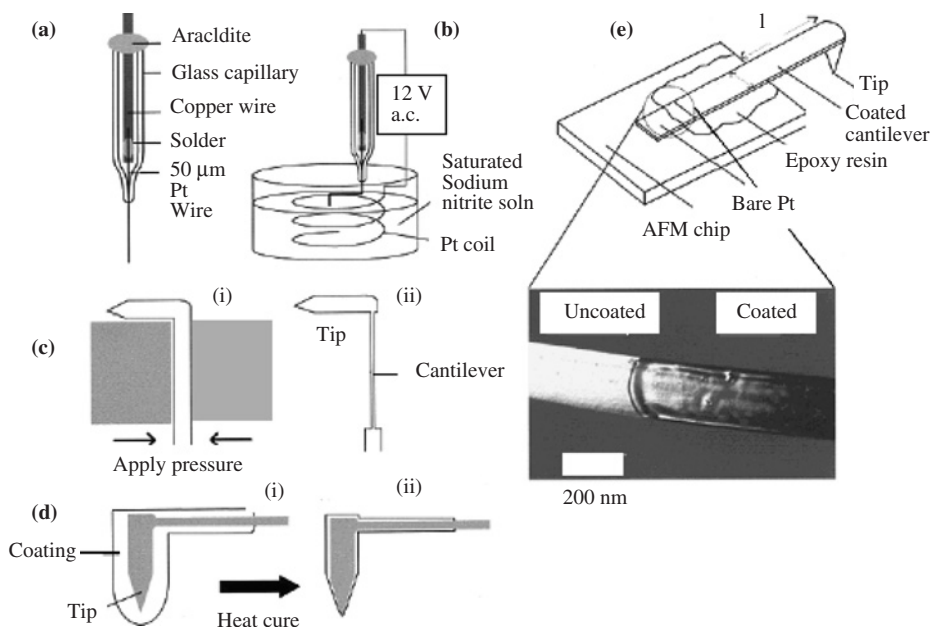 (a)
Aracldite
Glass capillary
Copper wire
Solder
50 μm
Pt
Wire
(b)
12 V
a.c.
Saturated
Sodium
nitrite soln
Pt coil
(c)
(i)
Apply pressure
(ii)
Tip
Cantilever
(d)
(i)
Coating
Tip
Heat cure
(ii)
(e)
l
Tip
Coated
cantilever
Epoxy resin
Bare Pt
AFM chip
Uncoated
Coated
200 nm